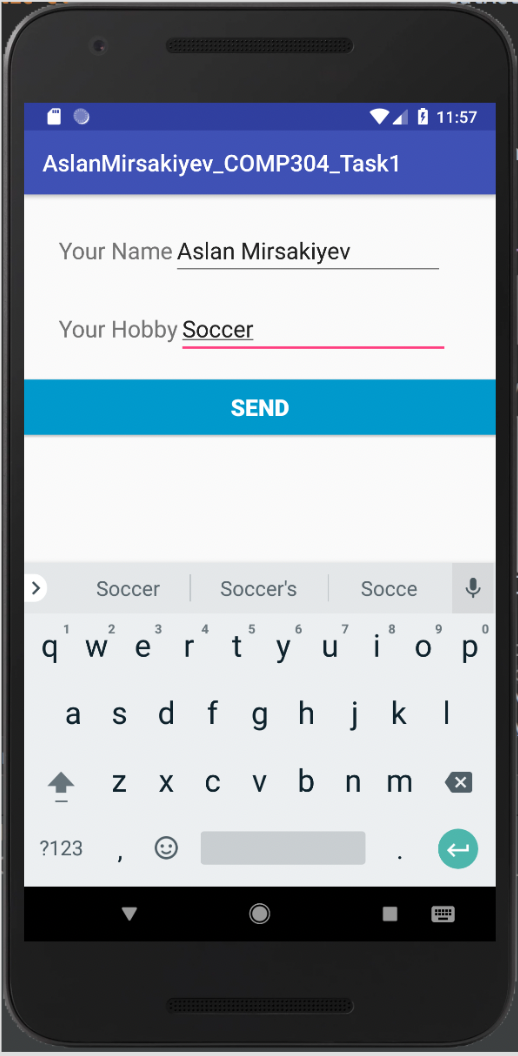 11:57
AslanMirsakiyev_COMP304_Task1
Your Name Aslan Mirsakiyev
Your Hobby Soccer
SEND
Soccer Soccer's Socce
1 2 3 4 5 6 7 8 9 0
q w e r t y u i o p
a s d f g h j k l
z x c v b n m
?123 , .